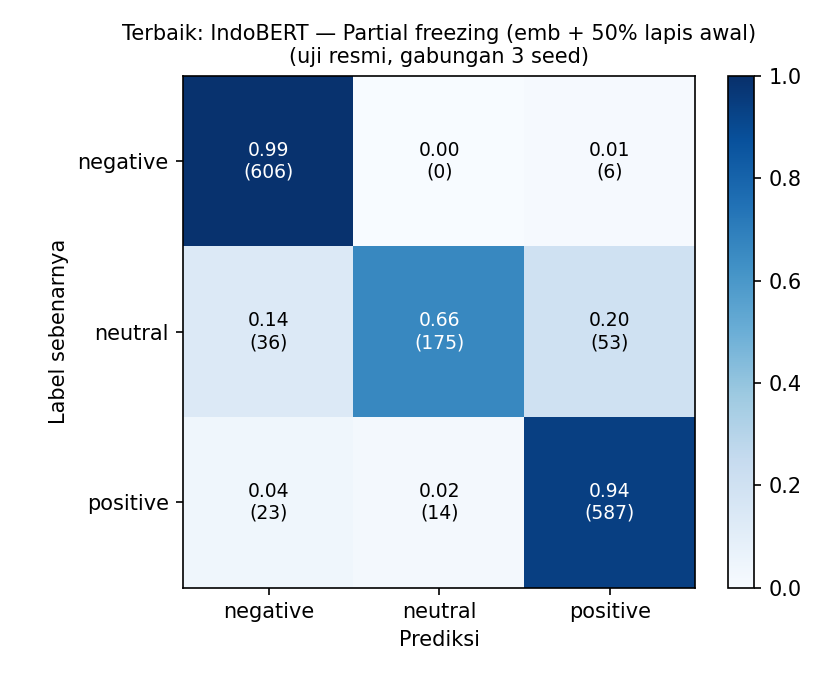 Terbaik: IndoBERT — Partial freezing (emb + 50% lapis awal)
(uji resmi, gabungan 3 seed)
Label sebenarnya
negative
0.99
(606)
0.00
(0)
0.01
(6)
neutral
0.14
(36)
0.66
(175)
0.20
(53)
positive
0.04
(23)
0.02
(14)
0.94
(587)
negative
neutral
positive
Prediksi
1.0
0.8
0.6
0.4
0.2
0.0